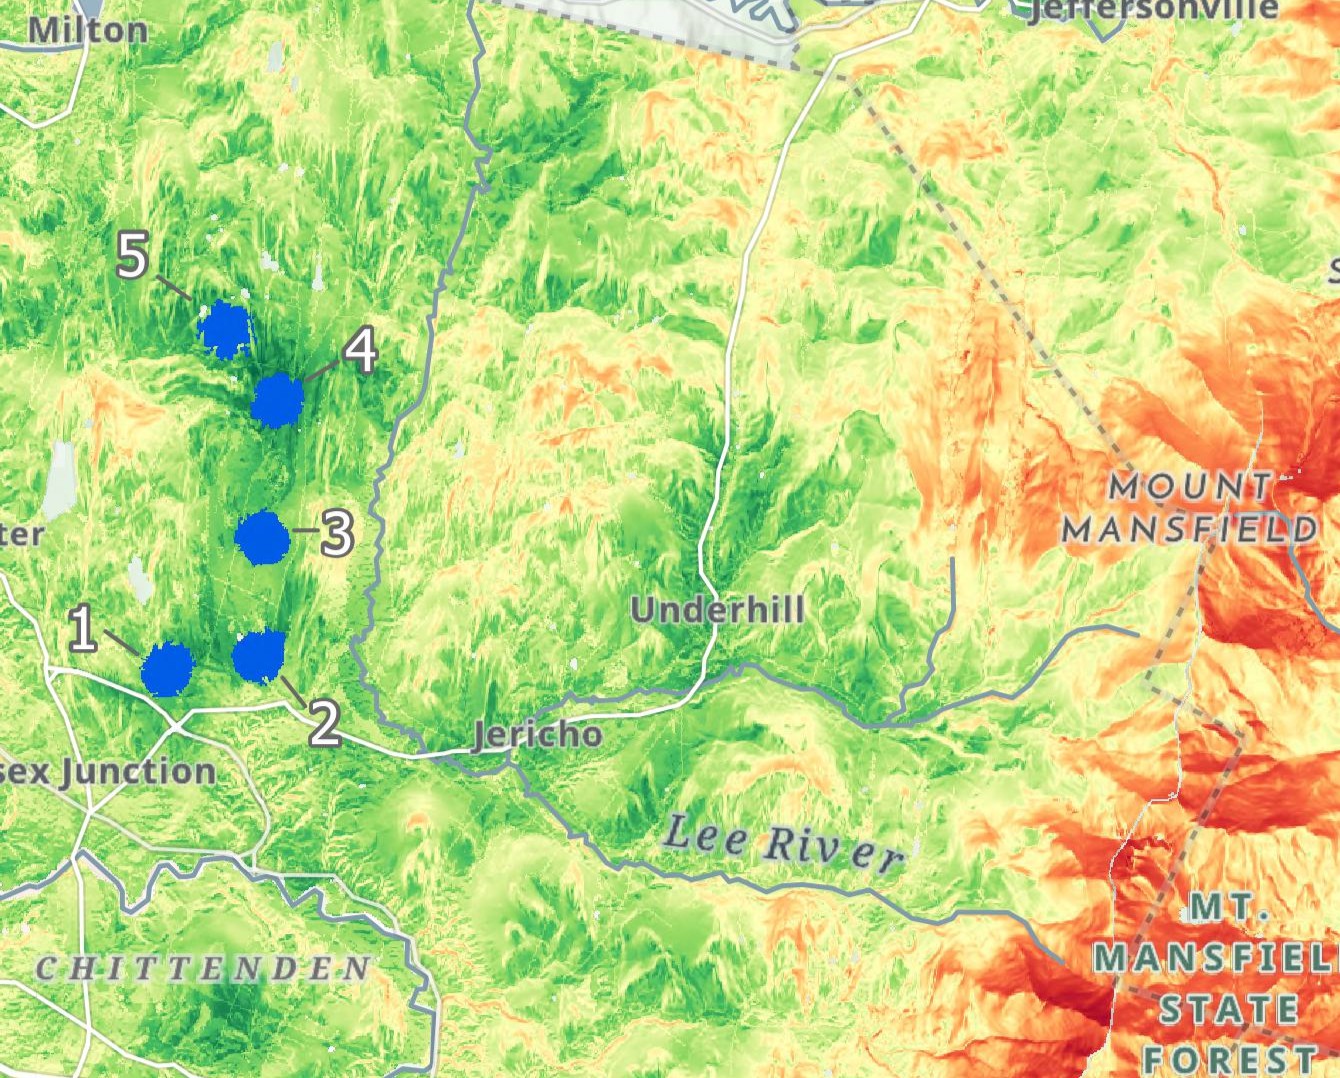 Milton
Jeffersonville
5
4
S
MOUNT
MANSFIELD
3
ter
1
Underhill
2
Jericho
sex Junction
Lee River
MT.
MANSFIEL
STATE
FOREST
CHITTENDEN